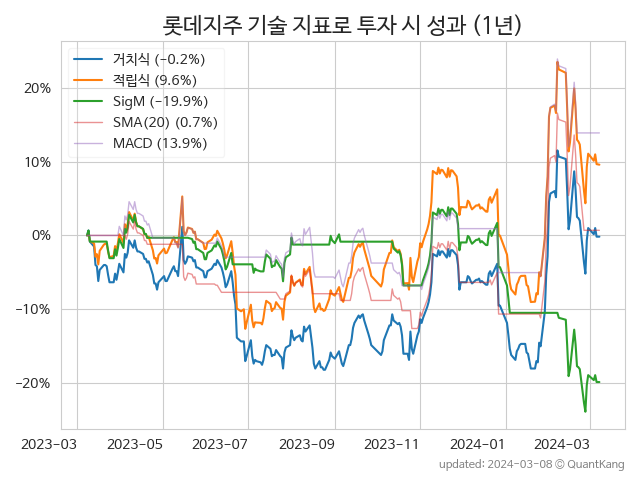 롯데지주 기술 지표로 투자 시 성과 (1년)
거치식 (−0.2%)
적립식 (9.6%)
SigM (−19.9%)
SMA(20) (0.7%)
MACD (13.9%)
20%
10%
0%
−10%
−20%
2023−03 2023−05 2023−07 2023−09 2023−11 2024−01 2024−03
updated: 2024−03−08 © QuantKang